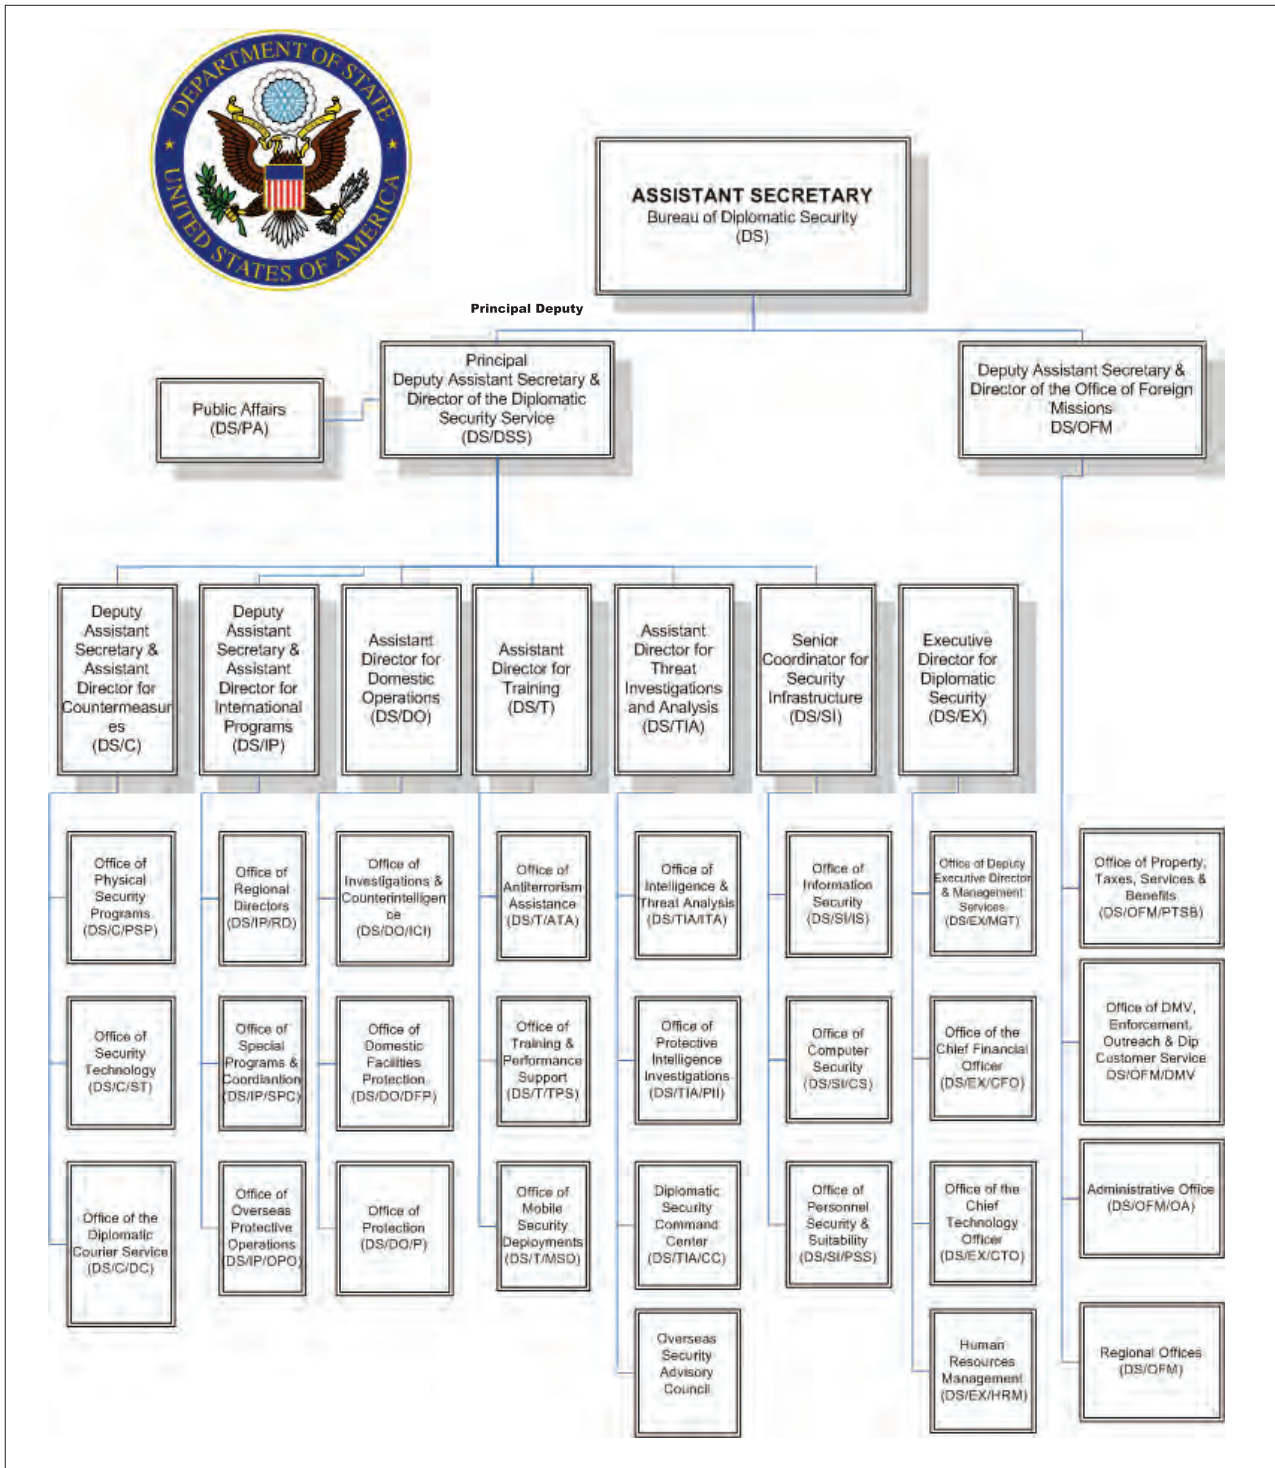 DEPARTMENT OF STATE
UNITED STATES OF AMERICA
ASSISTANT SECRETARY
Bureau of Diplomatic Security
(DS)
Principal Deputy
Principal
Deputy Assistant Secretary &
Director of the Diplomatic
Security Service
(DS/DSS)
Deputy Assistant Secretary &
Director of the Office of Foreign
Missions
DS/OFM
Public Affairs
(DS/PA)
Deputy
Assistant
Secretary &
Assistant
Director for
Countermeasur
es
(DS/C)
Deputy
Assistant
Secretary &
Assistant
Director for
International
Programs
(DS/IP)
Assistant
Director for
Domestic
Operations
(DS/DO)
Assistant
Director for
Training
(DS/T)
Assistant
Director for
Threat
Investigations
and Analysis
(DS/TIA)
Senior
Coordinator for
Security
Infrastructure
(DS/SI)
Executive
Director for
Diplomatic
Security
(DS/EX)
Office of
Physical
Security
Programs
(DS/C/PSP)
Office of
Regional
Directors
(DS/IP/RD)
Office of
Investigations &
Counterintelligen
ce
(DS/DO/ICI)
Office of
Antiterrorism
Assistance
(DS/T/ATA)
Office of
Intelligence &
Threat Analysis
(DS/TIA/ITA)
Office of
Information
Security
(DS/SI/IS)
Office of Deputy
Executive Director
& Management
Services
(DS/EX/MGT)
Office of Property,
Taxes, Services &
Benefits
(DS/OFM/PTSB)
Office of
Security
Technology
(DS/C/ST)
Office of
Special
Programs &
Coordiantion
(DS/IP/SPC)
Office of
Domestic
Facilities
Protection
(DS/DO/DFP)
Office of
Training &
Performance
Support
(DS/T/TPS)
Office of
Protective
Intelligence
Investigations
(DS/TIA/PII)
Office of
Computer
Security
(DS/SI/CS)
Office of the
Chief Financial
Officer
(DS/EX/CFO)
Office of DMV,
Enforcement,
Outreach & Dip
Customer Service
DS/OFM/DMV
Office of the
Diplomatic
Courier Service
(DS/C/DC)
Office of
Overseas
Protective
Operations
(DS/IP/OPO)
Office of
Protection
(DS/DO/P)
Office of
Mobile
Security
Deployments
(DS/T/MSD)
Diplomatic
Security
Command
Center
(DS/TIA/CC)
Office of
Personnel
Security &
Suitability
(DS/SI/PSS)
Office of the
Chief
Technology
Officer
(DS/EX/CTO)
Administrative Office
(DS/OFM/OA)
Overseas
Security
Advisory
Council
Human
Resources
Management
(DS/EX/HRM)
Regional Offices
(DS/OFM)